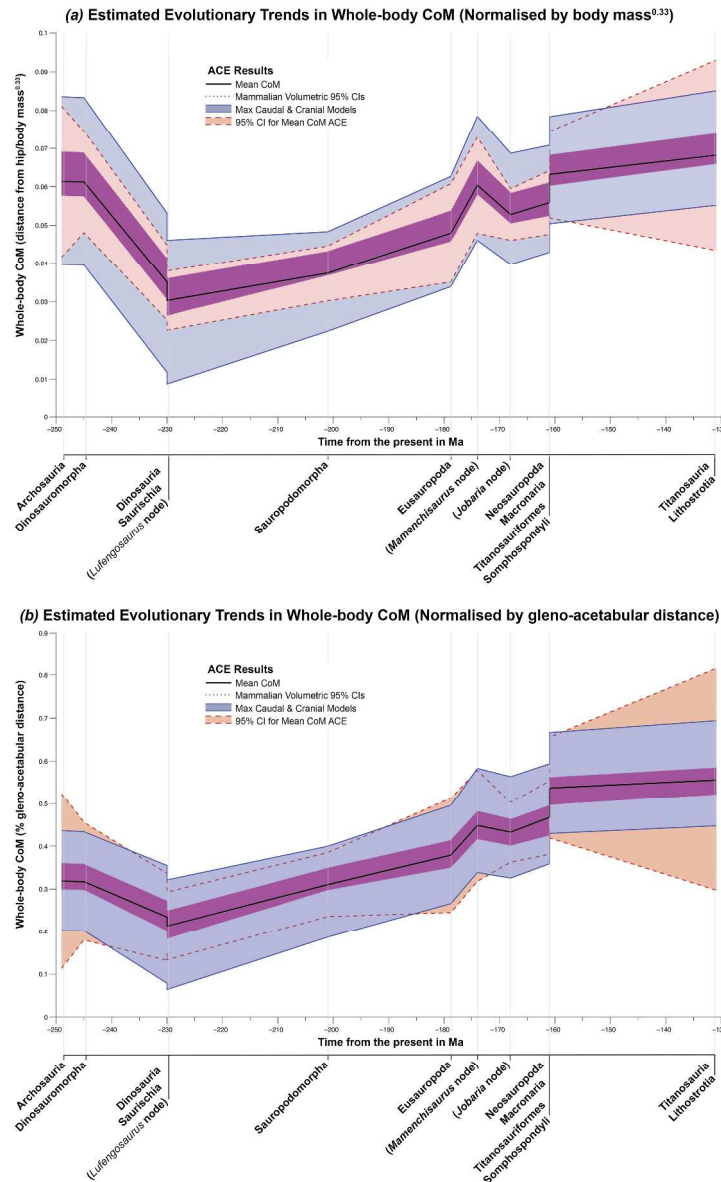 (a) Estimated Evolutionary Trends in Whole-body CoM (Normalised by body mass0.33)
ACE Results
Mean CoM
Mammalian Volumetric 95% CIs
Max Caudal & Cranial Models
95% CI for Mean CoM ACE
Whole-body CoM (distance from hip/body mass0.33)
0.1
0.09
0.08
0.07
0.06
0.05
0.04
0.03
0.02
0.01
0
−250 −240 −230 −220 −210 −200 −190 −180 −170 −160 −150 −140 −130
Time from the present in Ma
Archosauria
Dinosauromorpha
Dinosauria
Saurischia
(Lufengosaurus node)
Sauropodomorpha
Eusauropoda
(Mamenchisaurus node)
(Jobaria node)
Neosauropoda
Macronaria
Titanosauriformes
Somphospondyli
Titanosauria
Lithostrotia
(b) Estimated Evolutionary Trends in Whole-body CoM (Normalised by gleno-acetabular distance)
ACE Results
Mean CoM
Mammalian Volumetric 95% CIs
Max Caudal & Cranial Models
95% CI for Mean CoM ACE
Whole-body CoM (% gleno-acetabular distance)
0.9
0.8
0.7
0.6
0.5
0.4
0.3
0.2
0.1
0
−250 −240 −230 −220 −210 −200 −190 −180 −170 −160 −150 −140 −130
Time from the present in Ma
Archosauria
Dinosauromorpha
Dinosauria
Saurischia
(Lufengosaurus node)
Sauropodomorpha
Eusauropoda
(Mamenchisaurus node)
(Jobaria node)
Neosauropoda
Macronaria
Titanosauriformes
Somphospondyli
Titanosauria
Lithostrotia